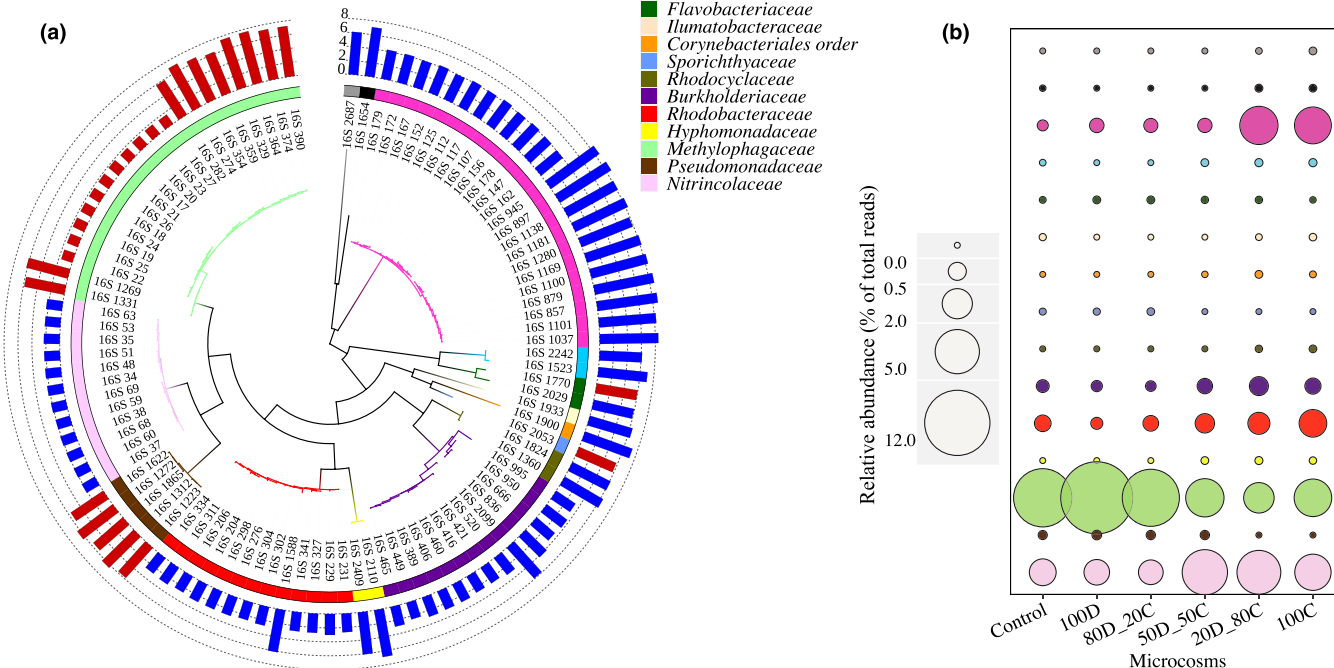 (a)
8
6
4
2
0
Flavobacteriaceae
Ilumatobacteraceae
Corynebacteriales order
Sporichthyaceae
Rhodocyclaceae
Burkholderiaceae
Rhodobacteraceae
Hyphomonadaceae
Methylophagaceae
Pseudomonadaceae
Nitrincolaceae
16S 2687
16S 1654
16S 179
16S 172
16S 167
16S 152
16S 125
16S 112
16S 117
16S 107
16S 156
16S 178
16S 147
16S 162
16S 945
16S 897
16S 1138
16S 1181
16S 1280
16S 1169
16S 1100
16S 879
16S 857
16S 1101
16S 1037
16S 2242
16S 1523
16S 1770
16S 2029
16S 1933
16S 1900
16S 2053
16S 1824
16S 1360
16S 995
16S 950
16S 666
16S 836
16S 2099
16S 520
16S 421
16S 416
16S 460
16S 406
16S 389
16S 449
16S 465
16S 2110
16S 2409
16S 231
16S 229
16S 327
16S 341
16S 1588
16S 302
16S 304
16S 276
16S 298
16S 204
16S 206
16S 311
16S 334
16S 1223
16S 1312
16S 1865
16S 1272
16S 1622
16S 37
16S 60
16S 68
16S 38
16S 59
16S 69
16S 34
16S 48
16S 51
16S 35
16S 53
16S 63
16S 1331
16S 1269
16S 22
16S 25
16S 19
16S 24
16S 18
16S 26
16S 21
16S 17
16S 20
16S 23
16S 27
16S 282
16S 274
16S 354
16S 359
16S 329
16S 364
16S 374
16S 390
(b)
Relative abundance (% of total reads)
0.0
0.5
2.0
5.0
12.0
Control
100D
80D_20C
50D_50C
20D_80C
100C
Microcosms